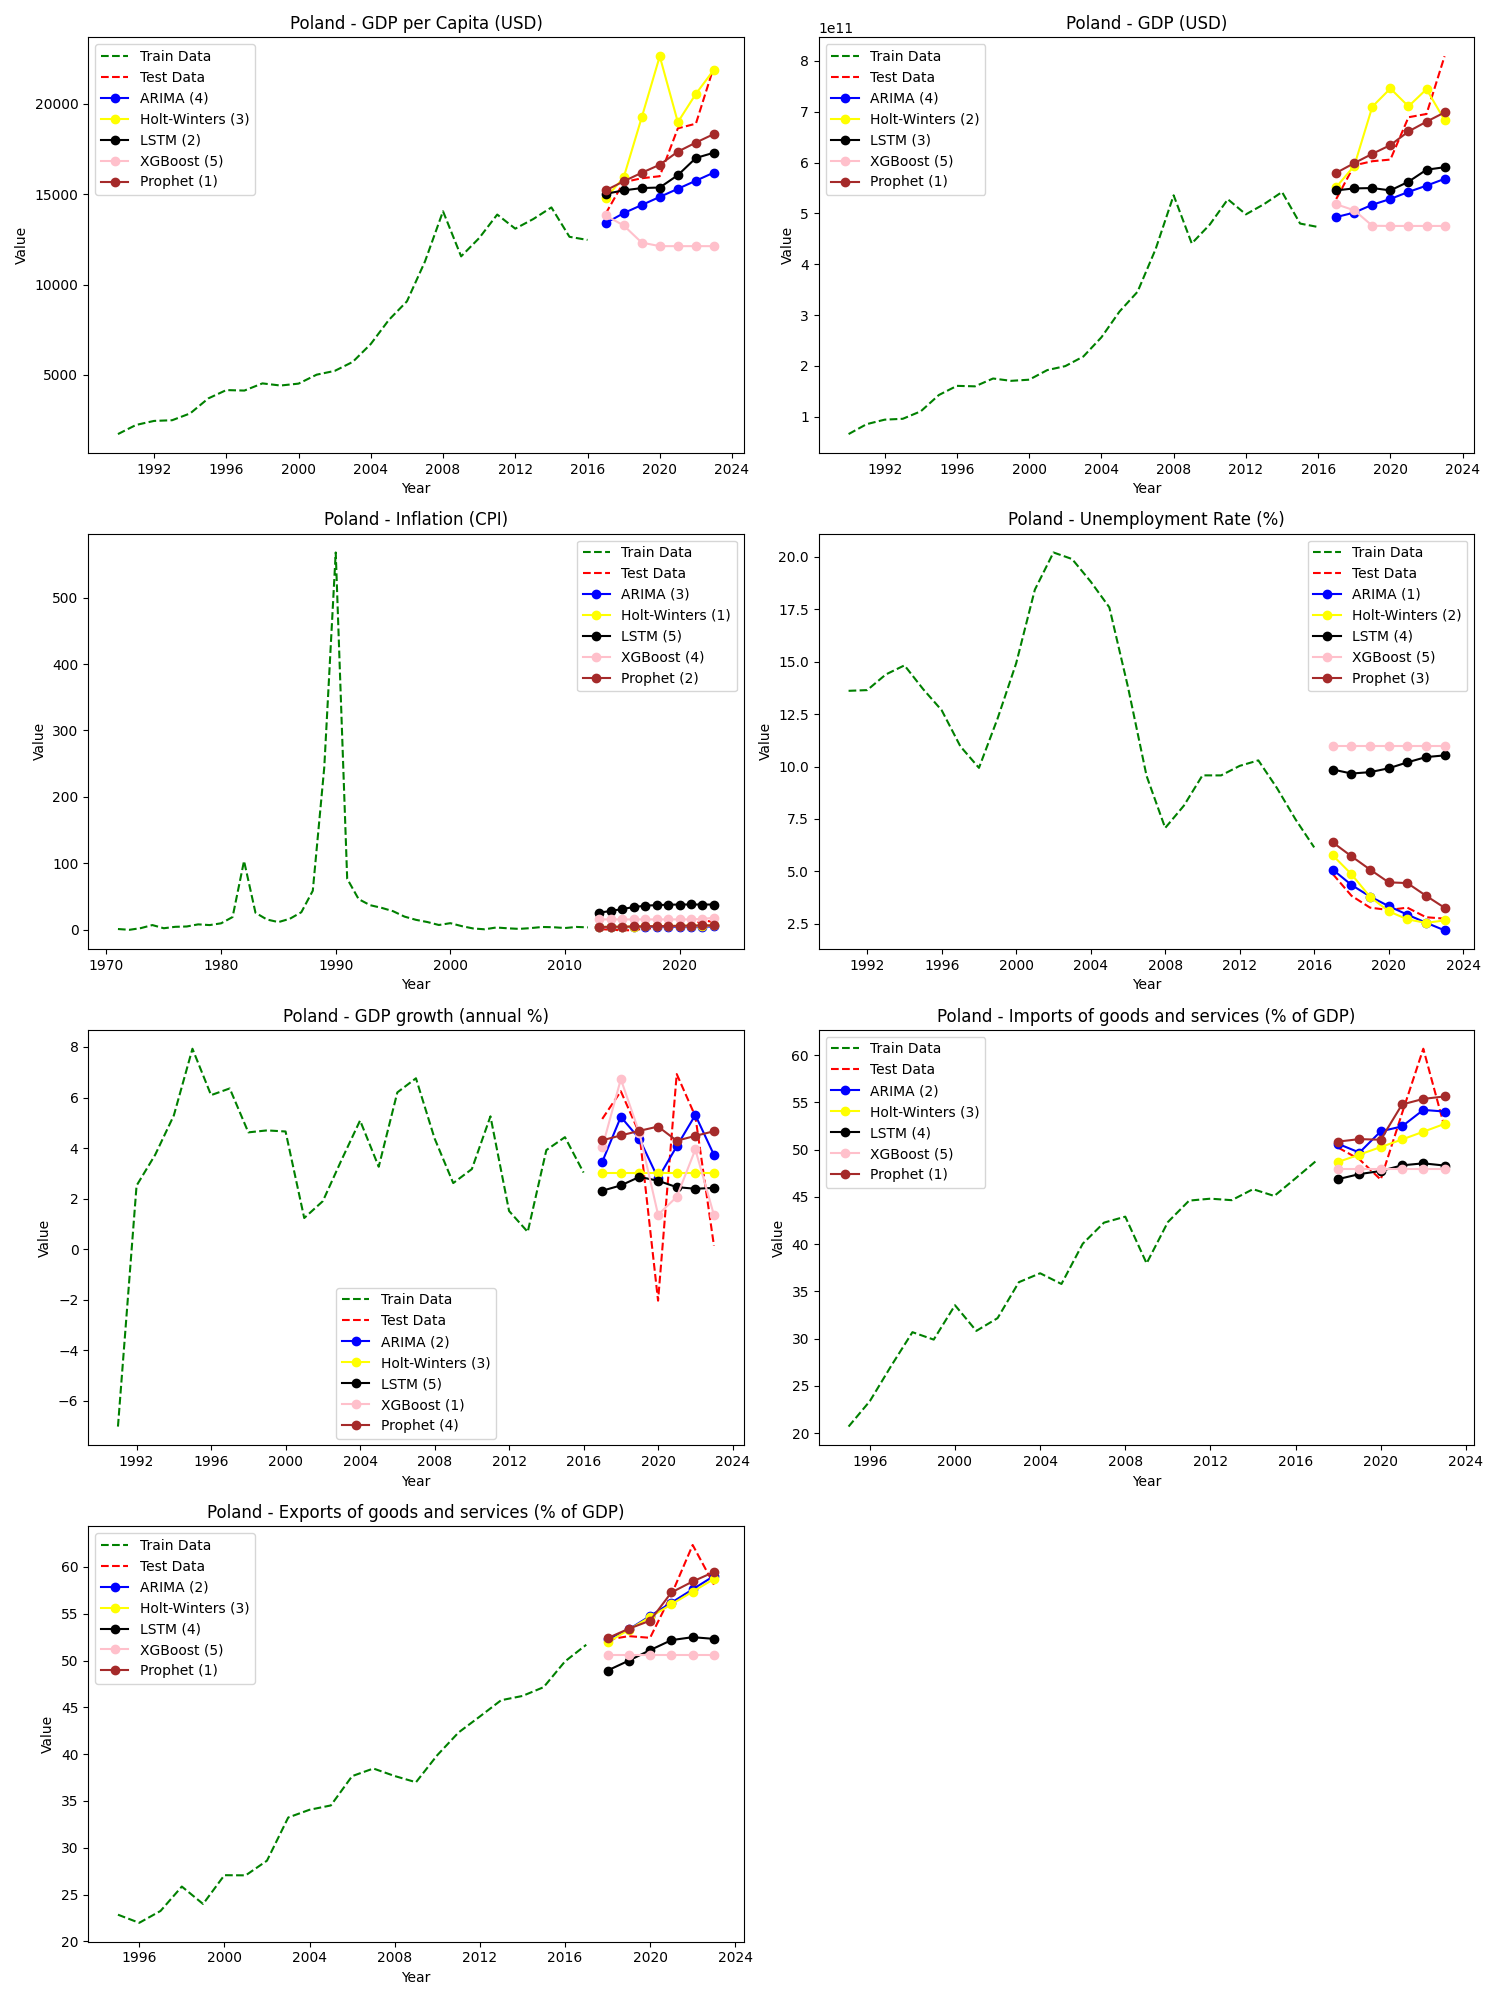 Poland - GDP per Capita (USD)
Train Data
Test Data
ARIMA (4)
Holt-Winters (3)
LSTM (2)
XGBoost (5)
Prophet (1)
Value
20000
15000
10000
5000
1992 1996 2000 2004 2008 2012 2016 2020 2024
Year
Poland - GDP (USD)
1e11
Train Data
Test Data
ARIMA (4)
Holt-Winters (2)
LSTM (3)
XGBoost (5)
Prophet (1)
Value
8
7
6
5
4
3
2
1
1992 1996 2000 2004 2008 2012 2016 2020 2024
Year
Poland - Inflation (CPI)
Train Data
Test Data
ARIMA (3)
Holt-Winters (1)
LSTM (5)
XGBoost (4)
Prophet (2)
Value
500
400
300
200
100
0
1970 1980 1990 2000 2010 2020
Year
Poland - Unemployment Rate (%)
Train Data
Test Data
ARIMA (1)
Holt-Winters (2)
LSTM (4)
XGBoost (5)
Prophet (3)
Value
20.0
17.5
15.0
12.5
10.0
7.5
5.0
2.5
1992 1996 2000 2004 2008 2012 2016 2020 2024
Year
Poland - GDP growth (annual %)
Train Data
Test Data
ARIMA (2)
Holt-Winters (3)
LSTM (5)
XGBoost (1)
Prophet (4)
Value
8
6
4
2
0
−2
−4
−6
1992 1996 2000 2004 2008 2012 2016 2020 2024
Year
Poland - Imports of goods and services (% of GDP)
Train Data
Test Data
ARIMA (2)
Holt-Winters (3)
LSTM (4)
XGBoost (5)
Prophet (1)
Value
60
55
50
45
40
35
30
25
20
1996 2000 2004 2008 2012 2016 2020 2024
Year
Poland - Exports of goods and services (% of GDP)
Train Data
Test Data
ARIMA (2)
Holt-Winters (3)
LSTM (4)
XGBoost (5)
Prophet (1)
Value
60
55
50
45
40
35
30
25
20
1996 2000 2004 2008 2012 2016 2020 2024
Year